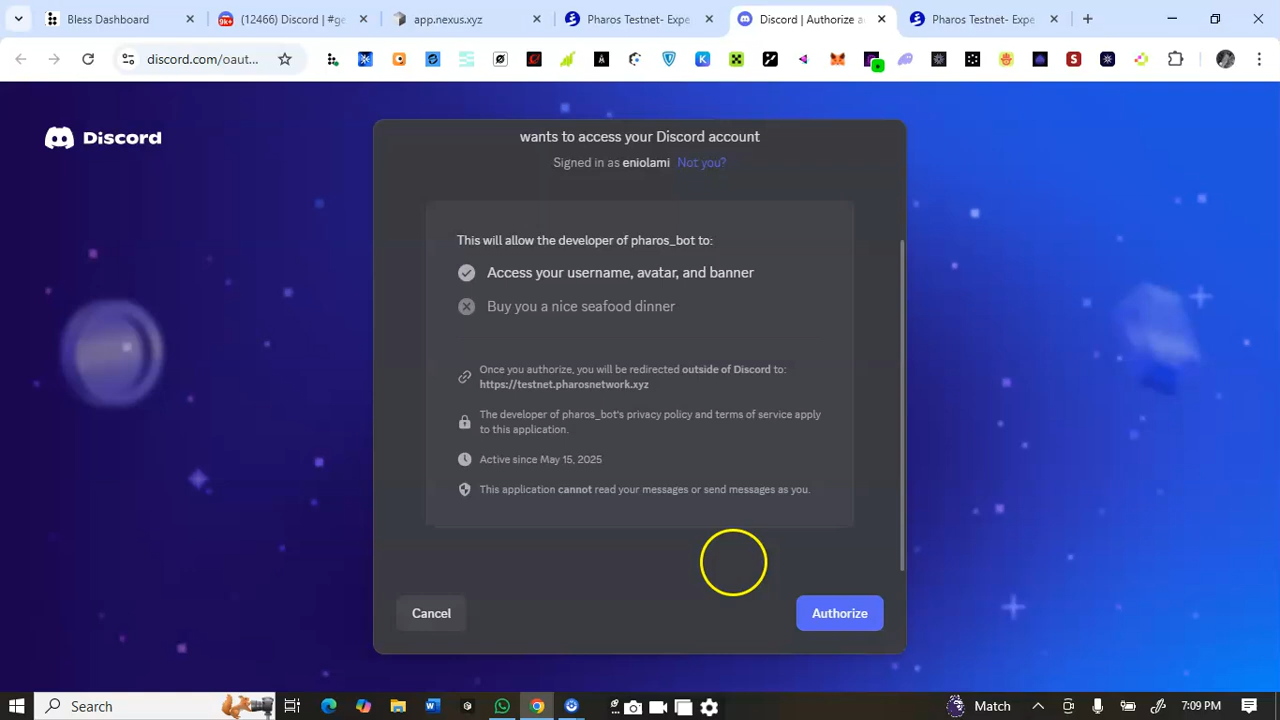 Bless Dashboard
(12466) Discord | #ge
app.nexus.xyz
Pharos Testnet- Expe
Discord | Authorize a
Pharos Testnet- Expe
discord.com/oaut...
Discord
wants to access your Discord account
Signed in as eniolami Not you?
This will allow the developer of pharos_bot to:
Access your username, avatar, and banner
Buy you a nice seafood dinner
Once you authorize, you will be redirected outside of Discord to:
https://testnet.pharosnetwork.xyz
The developer of pharos_bot's privacy policy and terms of service apply
to this application.
Active since May 15, 2025
This application cannot read your messages or send messages as you.
Cancel
Authorize
Search
Match
7:09 PM